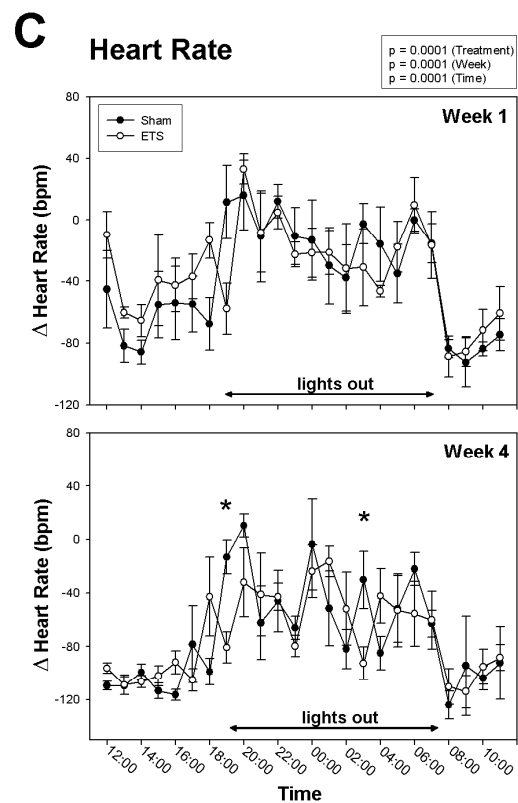 C
Heart Rate
p = 0.0001 (Treatment)
p = 0.0001 (Week)
p = 0.0001 (Time)
Week 1
Sham
ETS
Δ Heart Rate (bpm)
80
40
0
-40
-80
-120
lights out
Week 4
*
*
Δ Heart Rate (bpm)
80
40
0
-40
-80
-120
lights out
12:00 14:00 16:00 18:00 20:00 22:00 00:00 02:00 04:00 06:00 08:00 10:00
Time